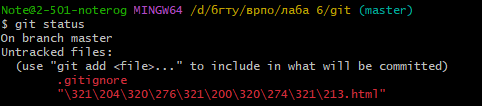 Note@2-501-noterog MINGW64 /d/бгту/врпо/лаба 6/git (master)
$ git status
On branch master
Untracked files:
  (use "git add <file>..." to include in what will be committed)
        .gitignore
        "\321\204\320\276\321\200\320\274\321\213.html"